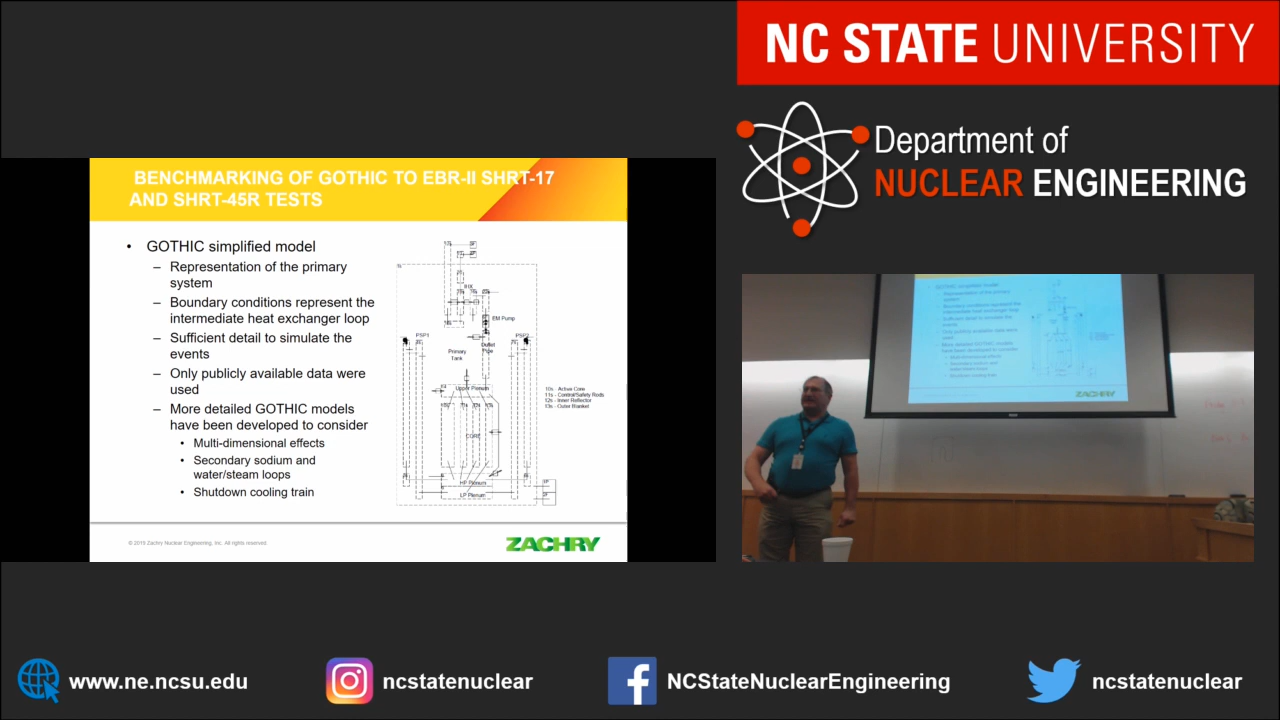 NC STATE UNIVERSITY
Department of
NUCLEAR ENGINEERING
BENCHMARKING OF GOTHIC TO EBR-II SHRT-17
AND SHRT-45R TESTS
• GOTHIC simplified model
– Representation of the primary
system
– Boundary conditions represent the
intermediate heat exchanger loop
– Sufficient detail to simulate the
events
– Only publicly available data were
used
– More detailed GOTHIC models
have been developed to consider
• Multi-dimensional effects
• Secondary sodium and
water/steam loops
• Shutdown cooling train
IHX
EM Pump
PSP1
PSP2
Primary
Tank
Outlet
Pipe
Upper Plenum
10s - Active Core
11s - Control/Safety Rods
12s - Inner Reflector
13s - Outer Blanket
CORE
HP Plenum
LP Plenum
© 2019 Zachry Nuclear Engineering, Inc. All rights reserved.
ZACHRY
www.ne.ncsu.edu
ncstatenuclear
NCStateNuclearEngineering
ncstatenuclear